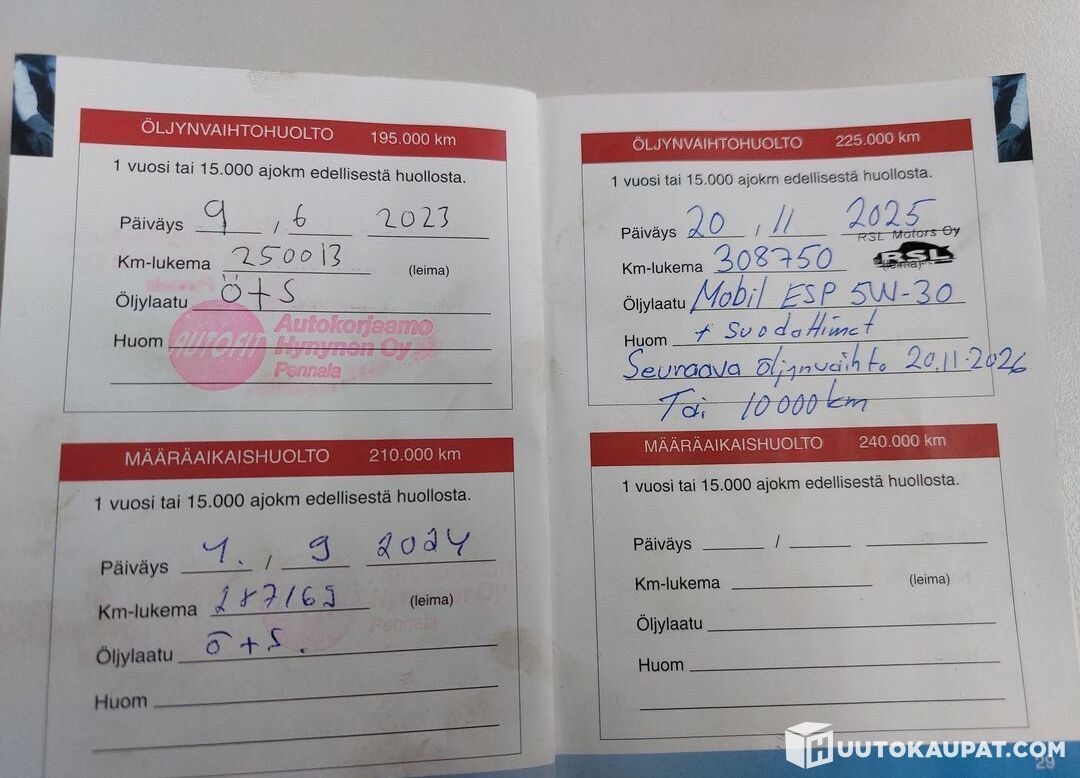 ÖLJYNVAIHTOHUOLTO 195.000 km
1 vuosi tai 15.000 ajokm edellisestä huollosta.
Päiväys 9 , 6 2023
Km-lukema 250013 (leima)
Öljylaatu ö+s
Huom
AUTOFIT
Autokorjaamo
Hynynen Oy
Pennala
MÄÄRÄAIKAISHUOLTO 210.000 km
1 vuosi tai 15.000 ajokm edellisestä huollosta.
Päiväys 4. , 9 2024
Km-lukema 287169 (leima)
Öljylaatu ö+s.
Huom
ÖLJYNVAIHTOHUOLTO 225.000 km
1 vuosi tai 15.000 ajokm edellisestä huollosta.
Päiväys 20 , 11 2025
RSL Motors Oy
Km-lukema 308750 (leima)
RSL
Öljylaatu Mobil ESP 5W-30
Huom + suodattimet
Seuraava öljynvaihto 20.11.2026
Tai 10000km
MÄÄRÄAIKAISHUOLTO 240.000 km
1 vuosi tai 15.000 ajokm edellisestä huollosta.
Päiväys /
Km-lukema (leima)
Öljylaatu
Huom
29
HUUTOKAUPAT.COM